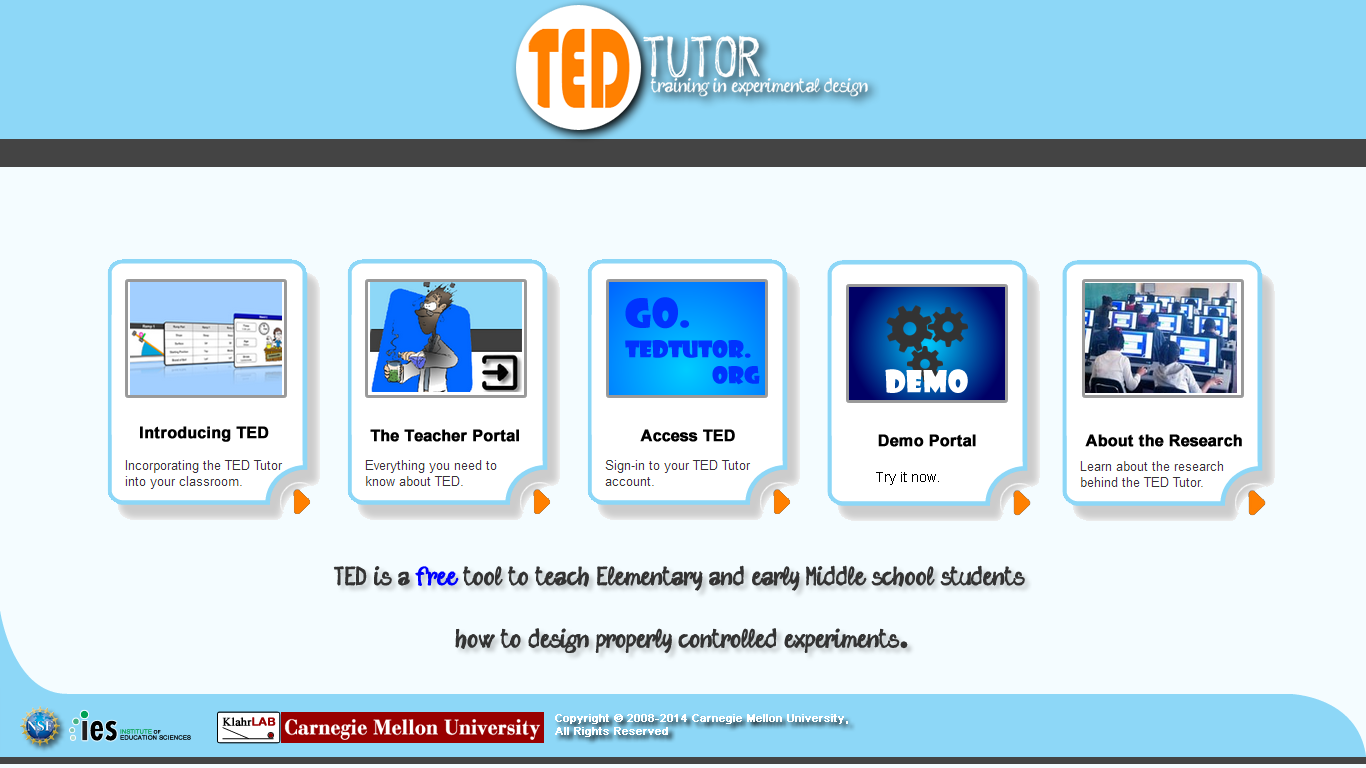 TED TUTOR
training in experimental design
GO.
TEDTUTOR.
ORG
DEMO
Introducing TED
Incorporating the TED Tutor
into your classroom.
The Teacher Portal
Everything you need to
know about TED.
Access TED
Sign-in to your TED Tutor
account.
Demo Portal
Try it now.
About the Research
Learn about the research
behind the TED Tutor.
TED is a free tool to teach Elementary and early Middle school students
how to design properly controlled experiments.
NSF
ies INSTITUTE OF
EDUCATION SCIENCES
KlahrLAB
Carnegie Mellon University
Copyright © 2008-2014 Carnegie Mellon University,
All Rights Reserved